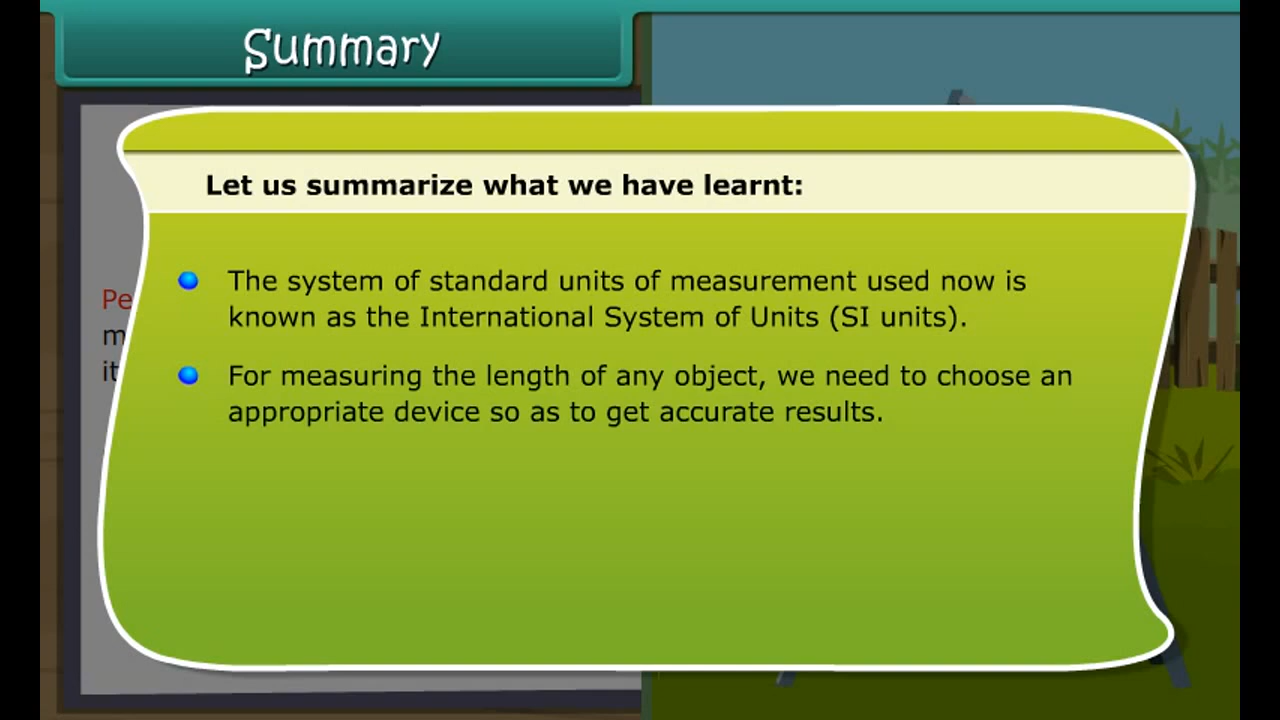 Summary
Let us summarize what we have learnt:
The system of standard units of measurement used now is
known as the International System of Units (SI units).
For measuring the length of any object, we need to choose an
appropriate device so as to get accurate results.